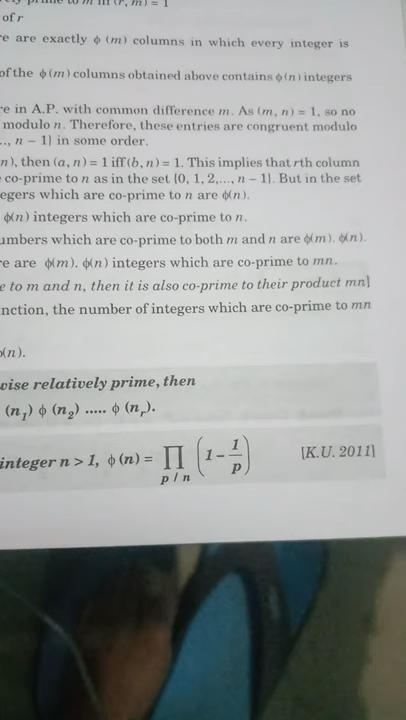 to m iff (r, m) = 1
of r
re are exactly ϕ (m) columns in which every integer is
of the ϕ(m) columns obtained above contains ϕ(n) integers
re in A.P. with common difference m. As (m, n) = 1, so no
modulo n. Therefore, these entries are congruent modulo
.., n – 1} in some order.
n), then (a, n) = 1 iff (b, n) = 1. This implies that rth column
co-prime to n as in the set {0, 1, 2,..., n – 1}. But in the set
egers which are co-prime to n are ϕ(n).
ϕ(n) integers which are co-prime to n.
umbers which are co-prime to both m and n are ϕ(m). ϕ(n).
re are ϕ(m). ϕ(n) integers which are co-prime to mn.
e to m and n, then it is also co-prime to their product mn]
nction, the number of integers which are co-prime to mn
ϕ(n).
wise relatively prime, then
(n₁) ϕ (n₂) ..... ϕ (nᵣ).
integer n > 1, ϕ (n) = ∏ p / n (1 – 1/p) [K.U. 2011]